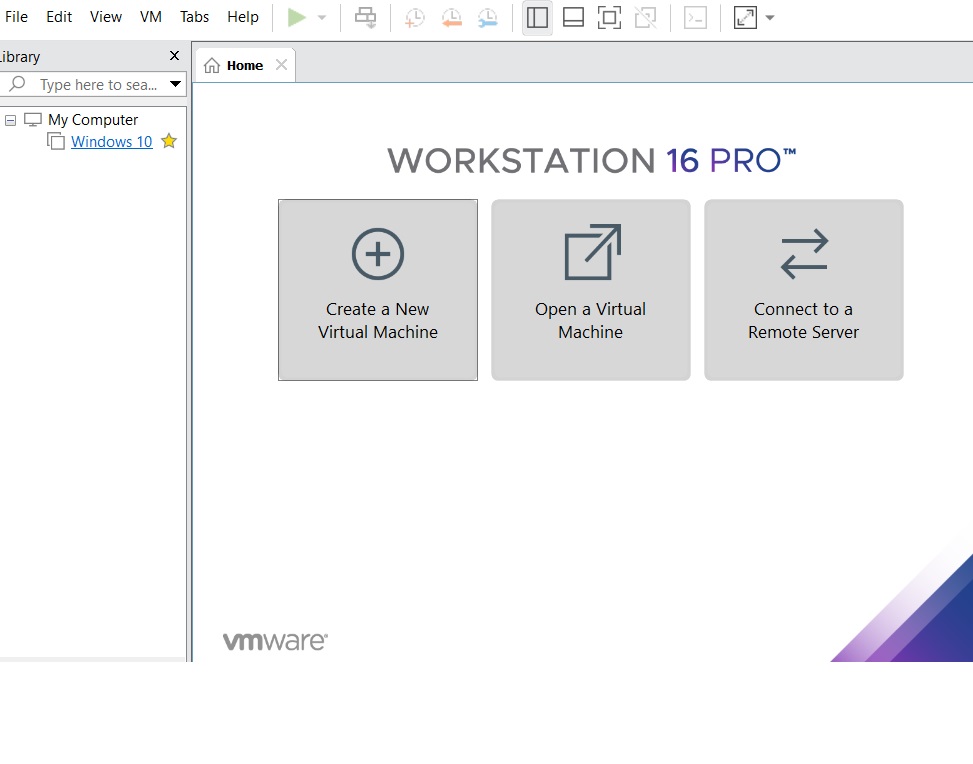 File Edit View VM Tabs Help
ibrary
Home
Type here to sea...
My Computer
Windows 10
WORKSTATION 16 PRO™
Create a New
Virtual Machine
Open a Virtual
Machine
Connect to a
Remote Server
vmware®